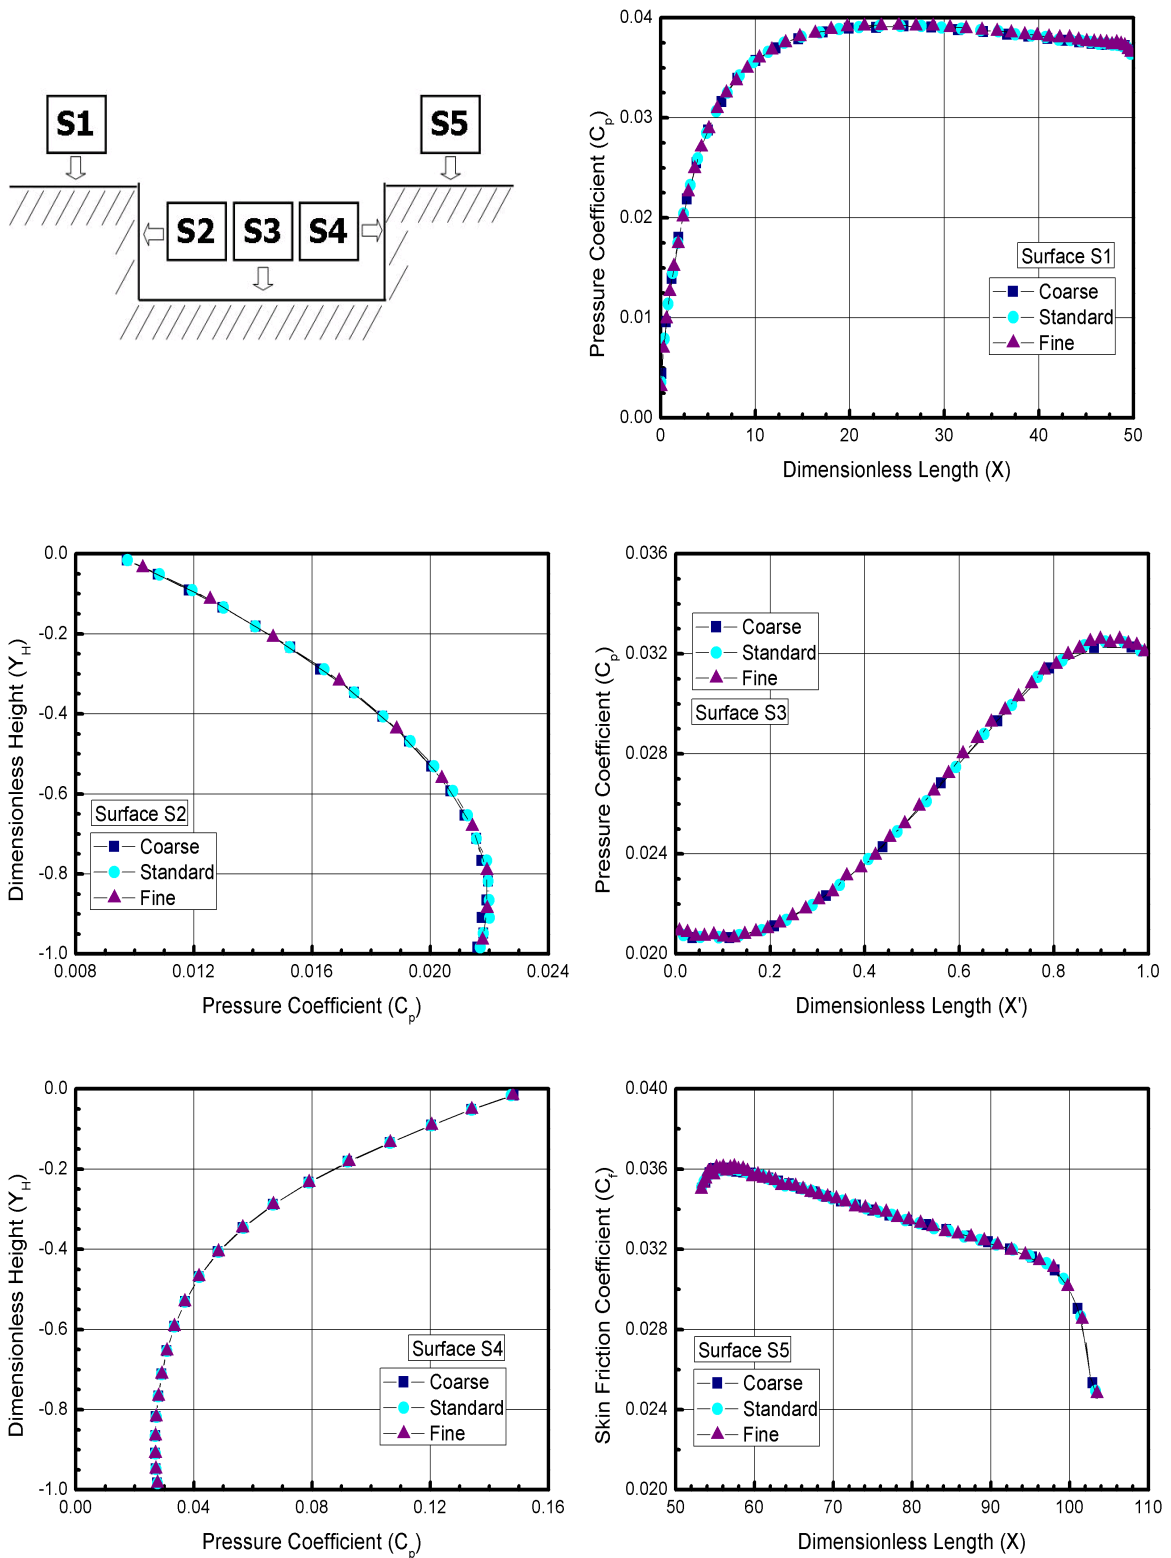 S1
S5
S2 S3 S4
0.04
0.03
0.02
0.01
0.00
Pressure Coefficient (Cp)
Surface S1
Coarse
Standard
Fine
0 10 20 30 40 50
Dimensionless Length (X)
0.0
-0.2
-0.4
-0.6
-0.8
-1.0
Dimensionless Height (YH)
Surface S2
Coarse
Standard
Fine
0.008 0.012 0.016 0.020 0.024
Pressure Coefficient (Cp)
0.036
0.032
0.028
0.024
0.020
Pressure Coefficient (Cp)
Coarse
Standard
Fine
Surface S3
0.0 0.2 0.4 0.6 0.8 1.0
Dimensionless Length (X')
0.0
-0.2
-0.4
-0.6
-0.8
-1.0
Dimensionless Height (YH)
Surface S4
Coarse
Standard
Fine
0.00 0.04 0.08 0.12 0.16
Pressure Coefficient (Cp)
0.040
0.036
0.032
0.028
0.024
0.020
Skin Friction Coefficient (Cf)
Surface S5
Coarse
Standard
Fine
50 60 70 80 90 100 110
Dimensionless Length (X)